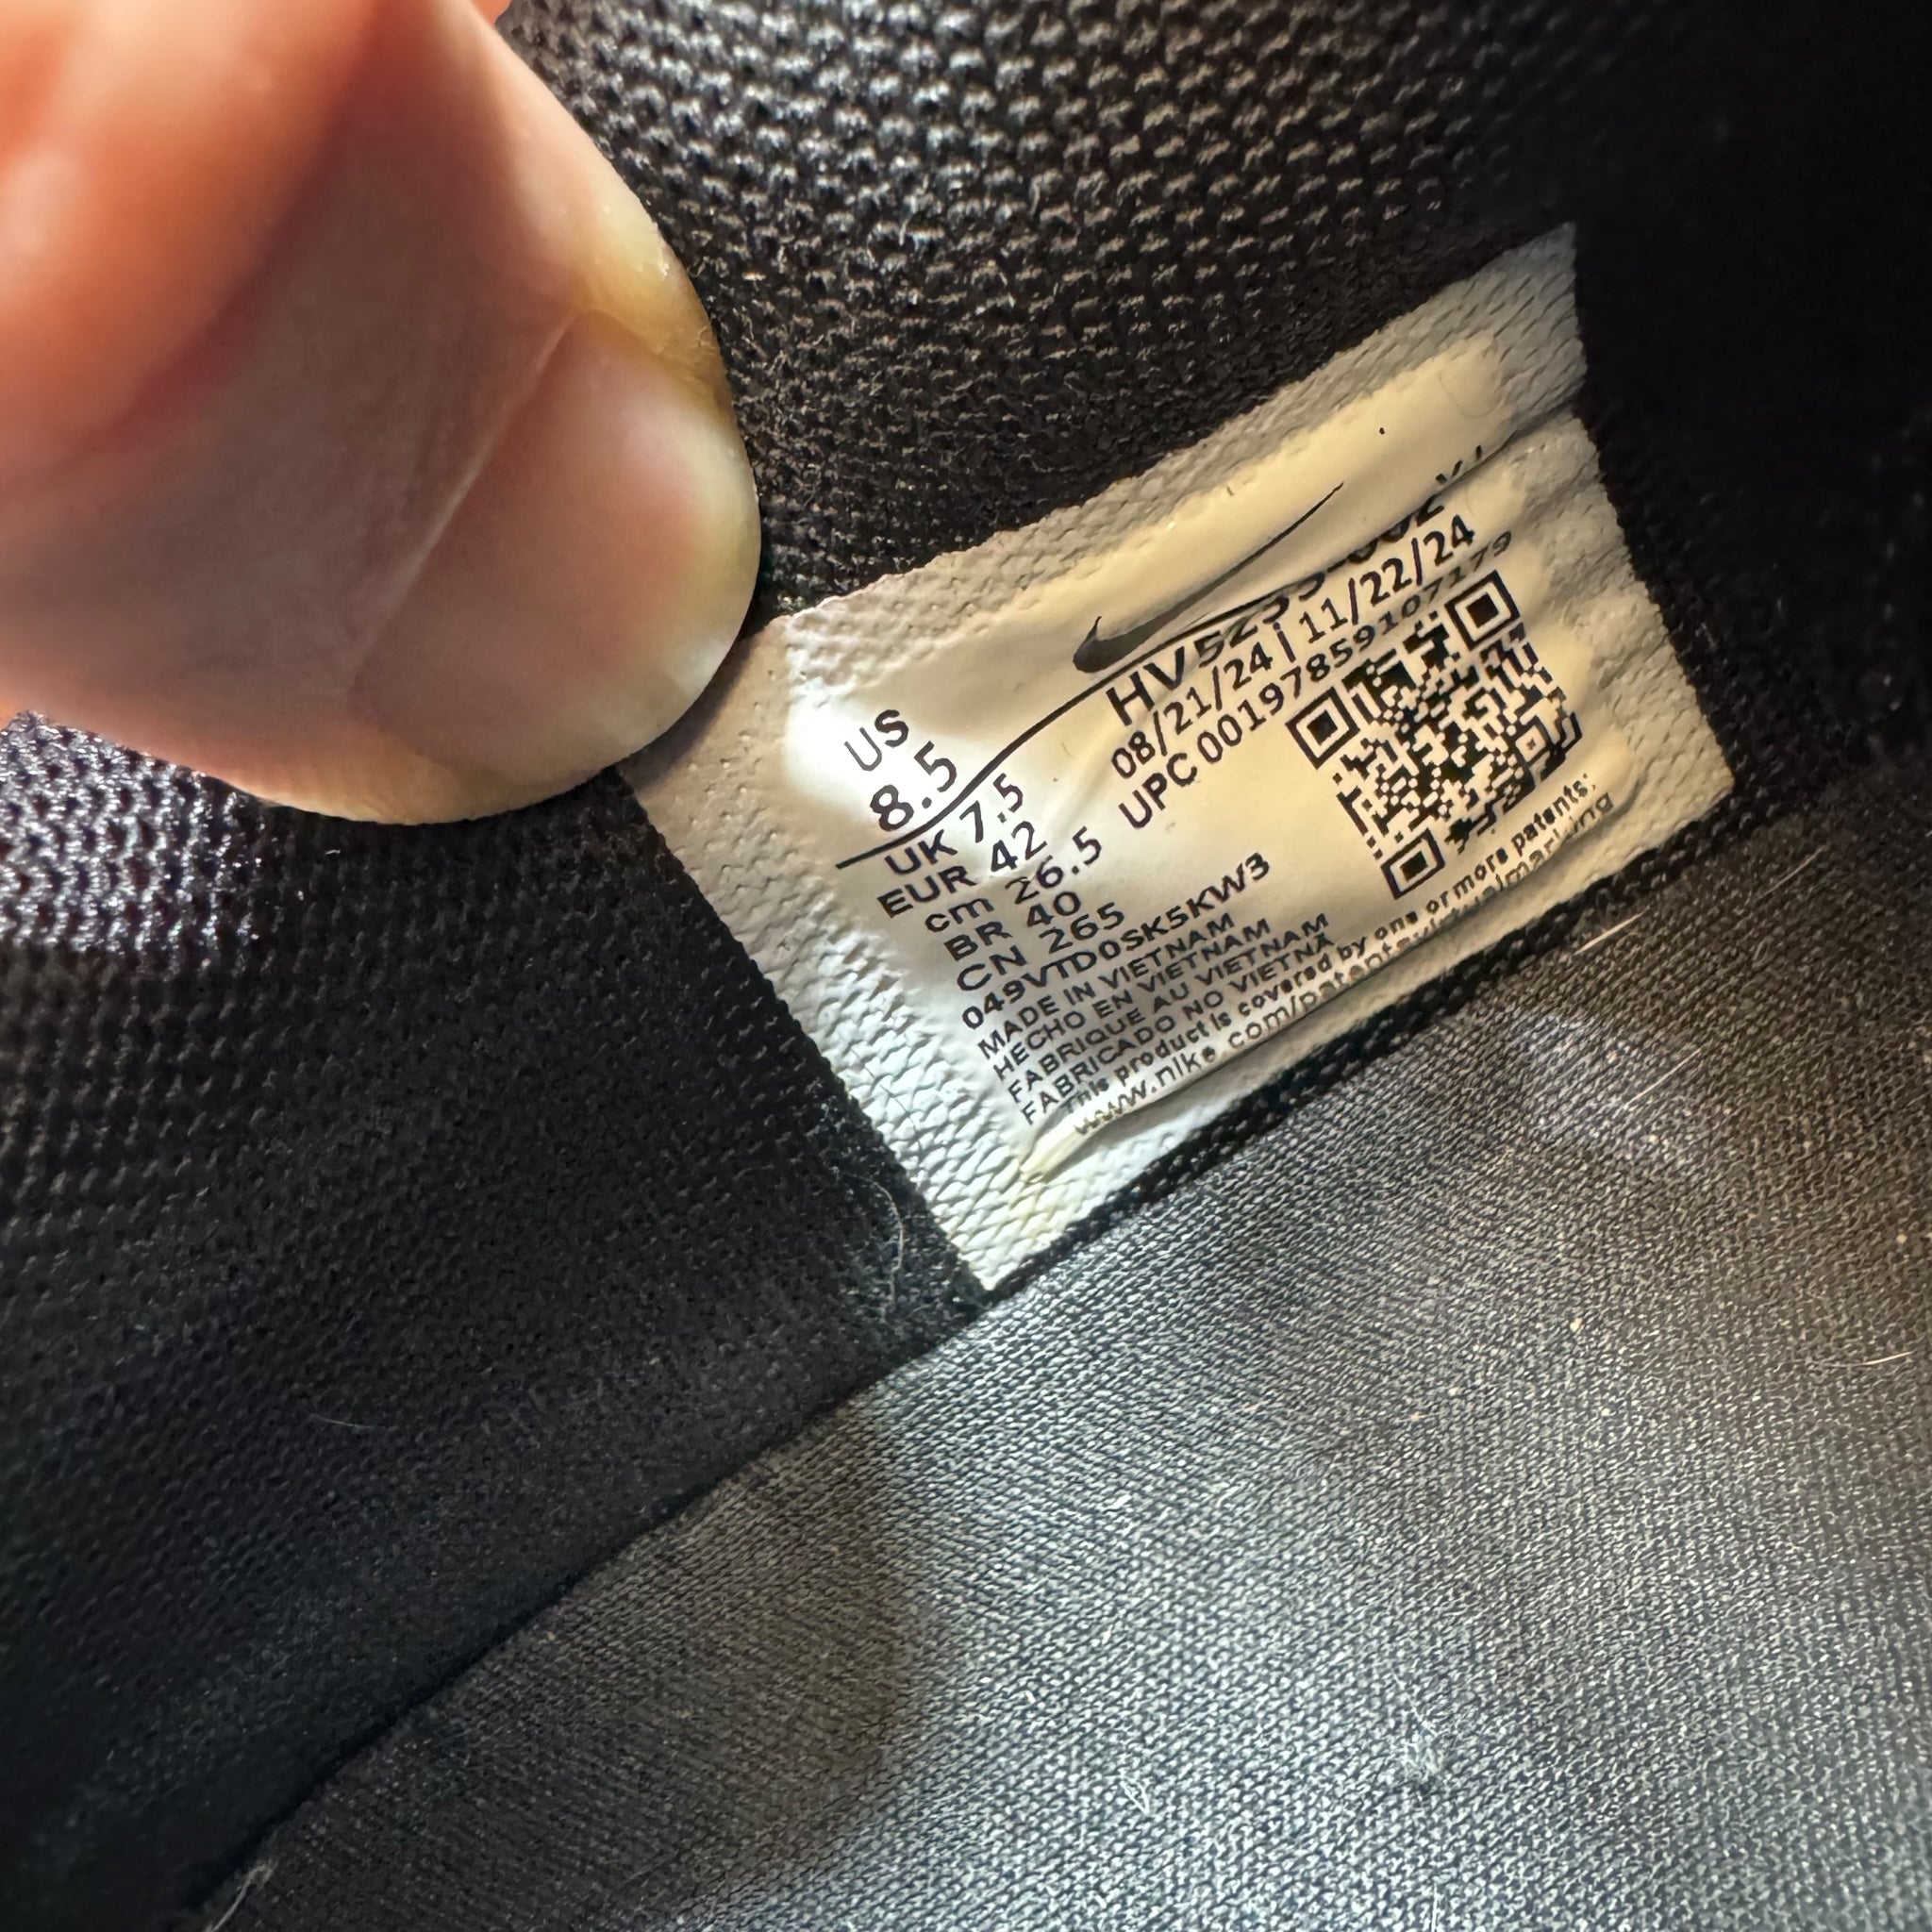 US
8.5
UK 7.5
EUR 42
cm 26.5
BR 40
CN 265
08/21/24 | 11/22/24
UPC 00197859107179
049VTD0SK5KW3
MADE IN VIETNAM
HECHO EN VIETNAM
FABRIQUE AU VIETNAM
FABRICADO NO VIETNÃ
This product is covered by one or more patents:
www.nike.com/patentsvirtualmarking